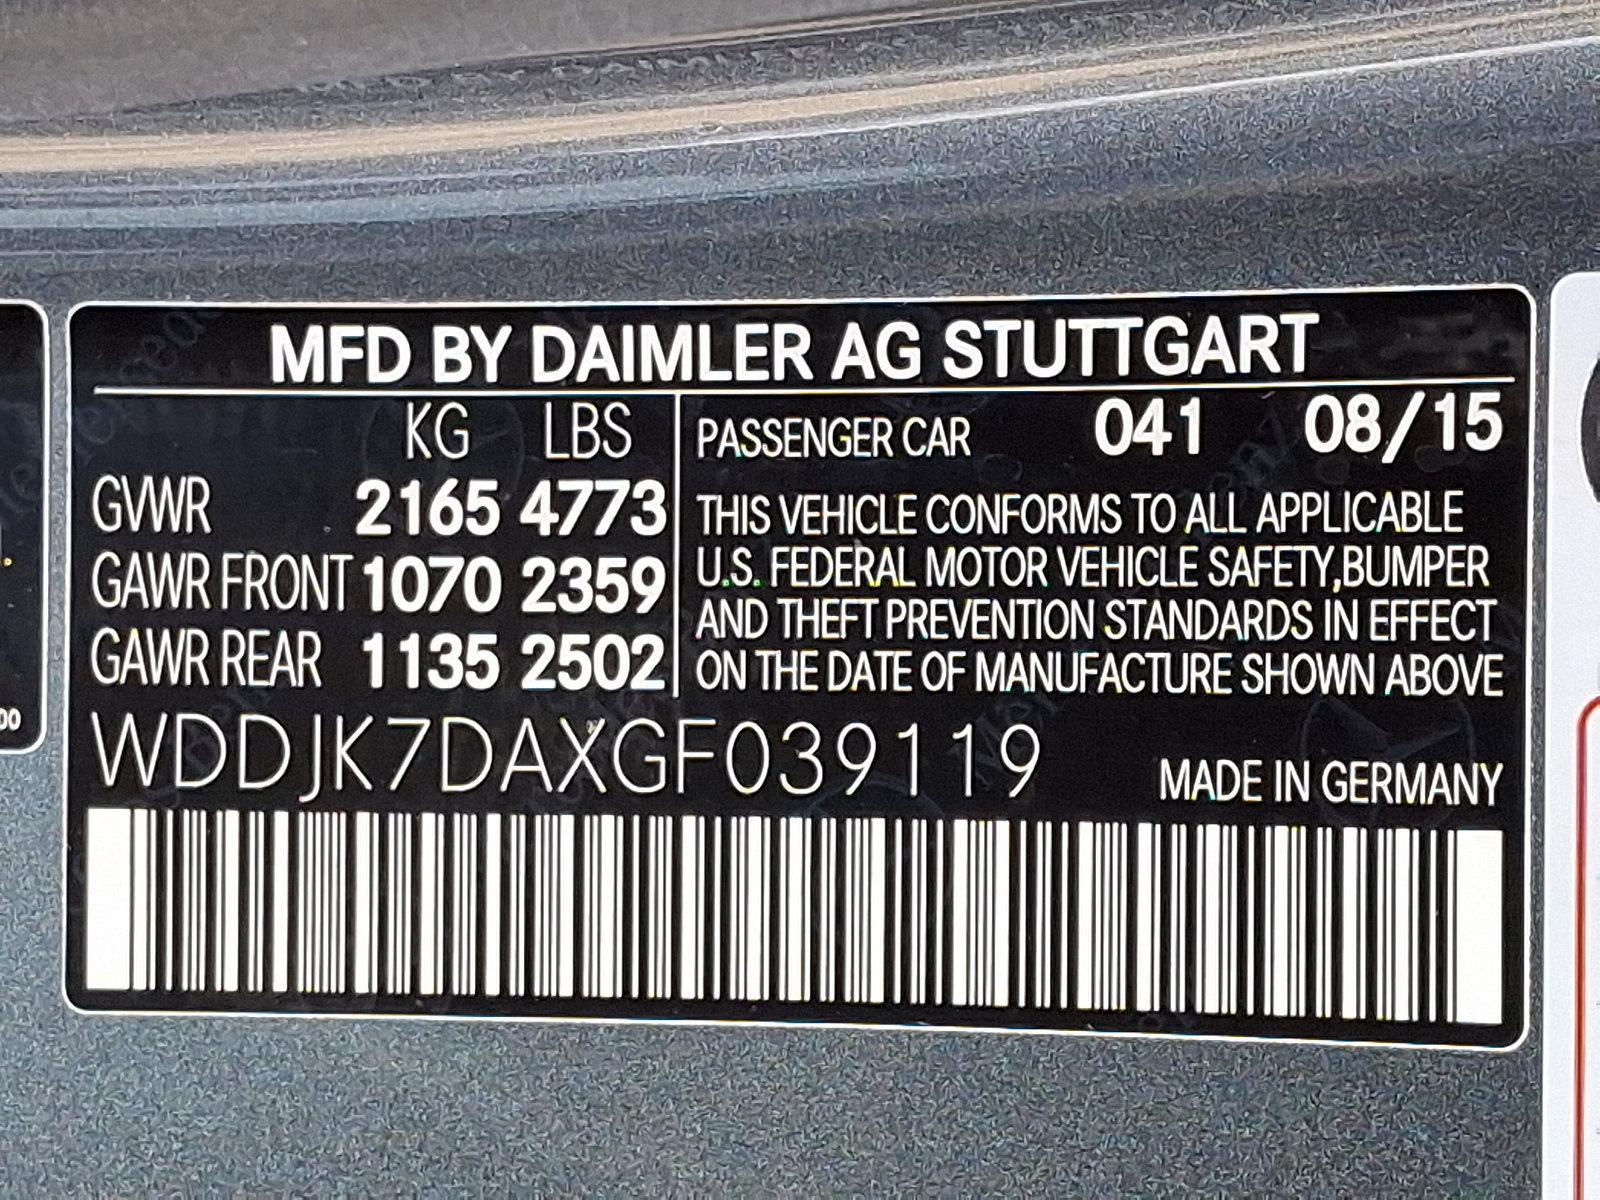 MFD BY DAIMLER AG STUTTGART
KG LBS
GVWR 2165 4773
GAWR FRONT 1070 2359
GAWR REAR 1135 2502
PASSENGER CAR 041 08/15
THIS VEHICLE CONFORMS TO ALL APPLICABLE
U.S. FEDERAL MOTOR VEHICLE SAFETY,BUMPER
AND THEFT PREVENTION STANDARDS IN EFFECT
ON THE DATE OF MANUFACTURE SHOWN ABOVE
WDDJK7DAXGF039119
MADE IN GERMANY